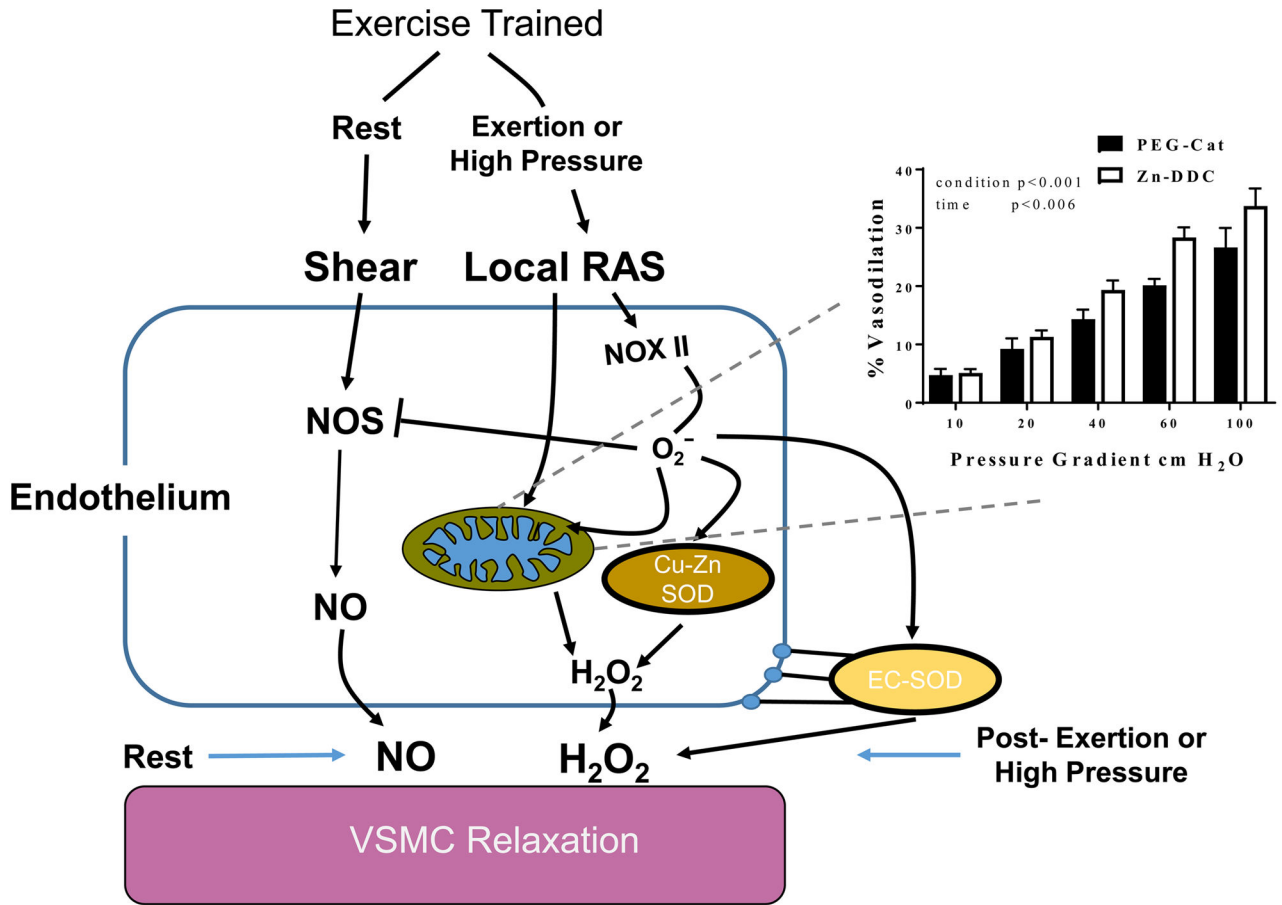 Exercise Trained
Rest
Exertion or
High Pressure
Shear
Local RAS
NOX II
NOS
O₂⁻
Endothelium
Cu-Zn
SOD
NO
H₂O₂
EC-SOD
Rest
NO
H₂O₂
Post- Exertion or
High Pressure
VSMC Relaxation
PEG-Cat
Zn-DDC
condition p<0.001
time p<0.006
% Vasodilation
40
30
20
10
0
10 20 40 60 100
Pressure Gradient cm H₂O